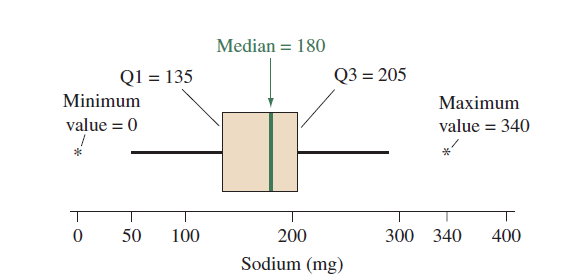 Median = 180
Q1 = 135
Q3 = 205
Minimum
value = 0
Maximum
value = 340
*
*
0 50 100 200 300 340 400
Sodium (mg)